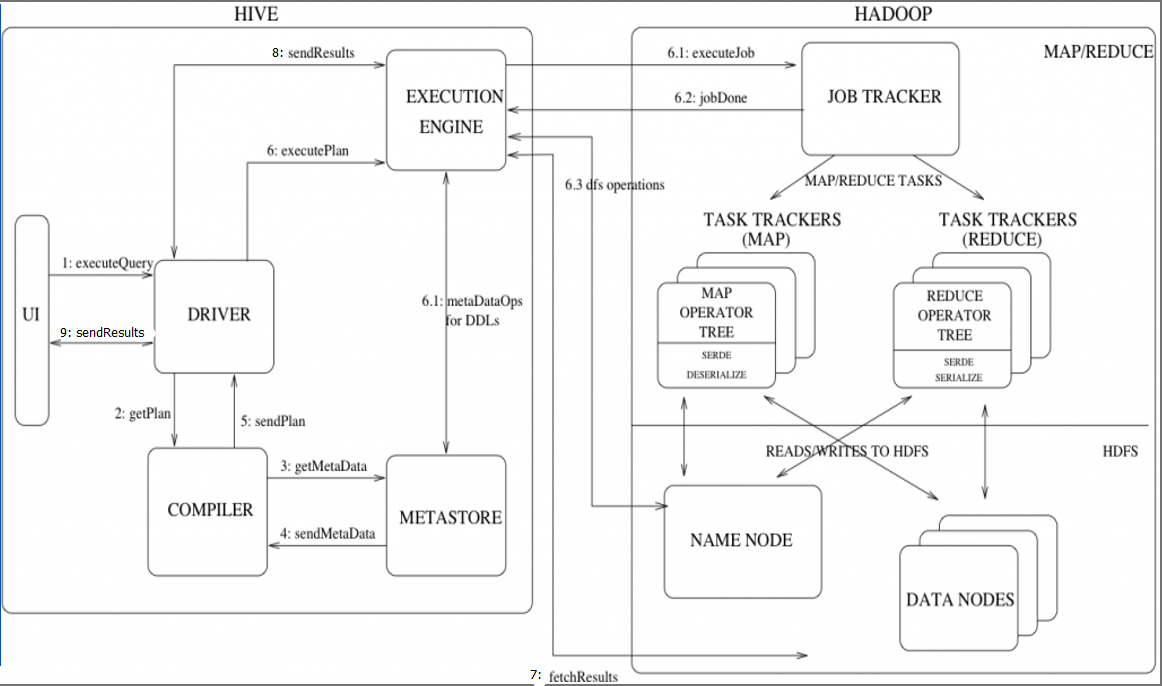 HIVE
HADOOP
8: sendResults
6.1: executeJob
MAP/REDUCE
EXECUTION
ENGINE
JOB TRACKER
6.2: jobDone
6: executePlan
6.3 dfs operations
MAP/REDUCE TASKS
TASK TRACKERS
(MAP)
TASK TRACKERS
(REDUCE)
1: executeQuery
UI
DRIVER
9: sendResults
6.1: metaDataOps
for DDLs
MAP
OPERATOR
TREE
SERDE
DESERIALIZE
REDUCE
OPERATOR
TREE
SERDE
SERIALIZE
2: getPlan
5: sendPlan
READS/WRITES TO HDFS
HDFS
3: getMetaData
COMPILER
METASTORE
4: sendMetaData
NAME NODE
DATA NODES
7: fetchResults